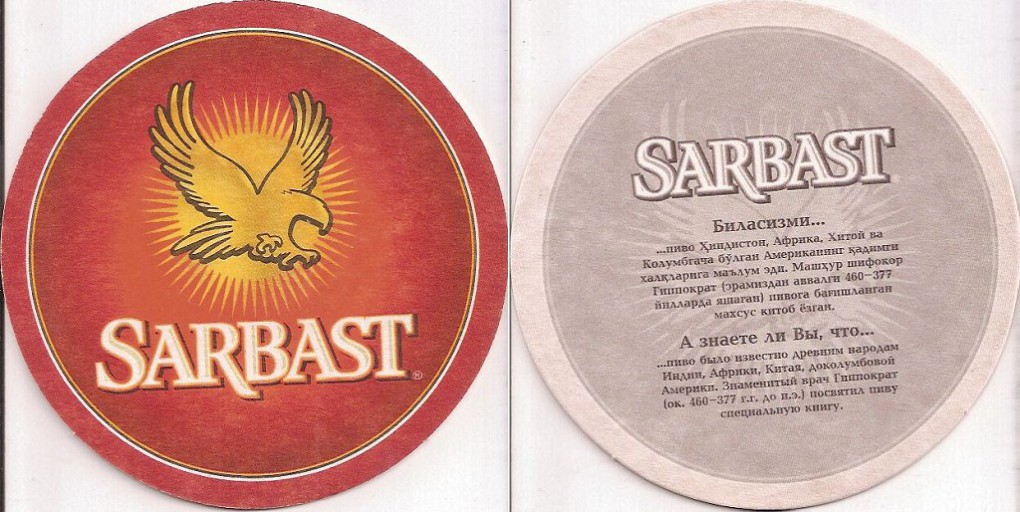 SARBAST
®
SARBAST
Биласизми...
...пиво Ҳиндистон, Африка, Хитой ва
Колумбгача бўлган Американинг қадимги
халқларига маълум эди. Машҳур шифокор
Гиппократ (эрамиздан аввалги 460–377
йилларда яшаган) пивога бағишланган
махсус китоб ёзган.
А знаете ли Вы, что...
...пиво было известно древним народам
Индии, Африки, Китая, доколумбовой
Америки. Знаменитый врач Гиппократ
(ок. 460–377 г.г. до н.э.) посвятил пиву
специальную книгу.